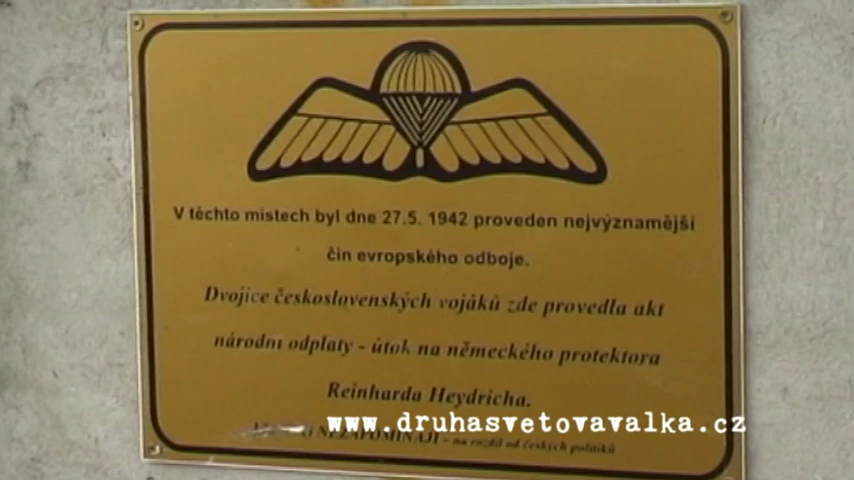 V těchto místech byl dne 27.5. 1942 proveden nejvýznamější
čin evropského odboje.
Dvojice československých vojáků zde provedla akt
národní odplaty - útok na německého protektora
Reinharda Heydricha.
www.druhasvetovavalka.cz
NEZAPOMÍNAJÍ - na rozdíl od českých politiků